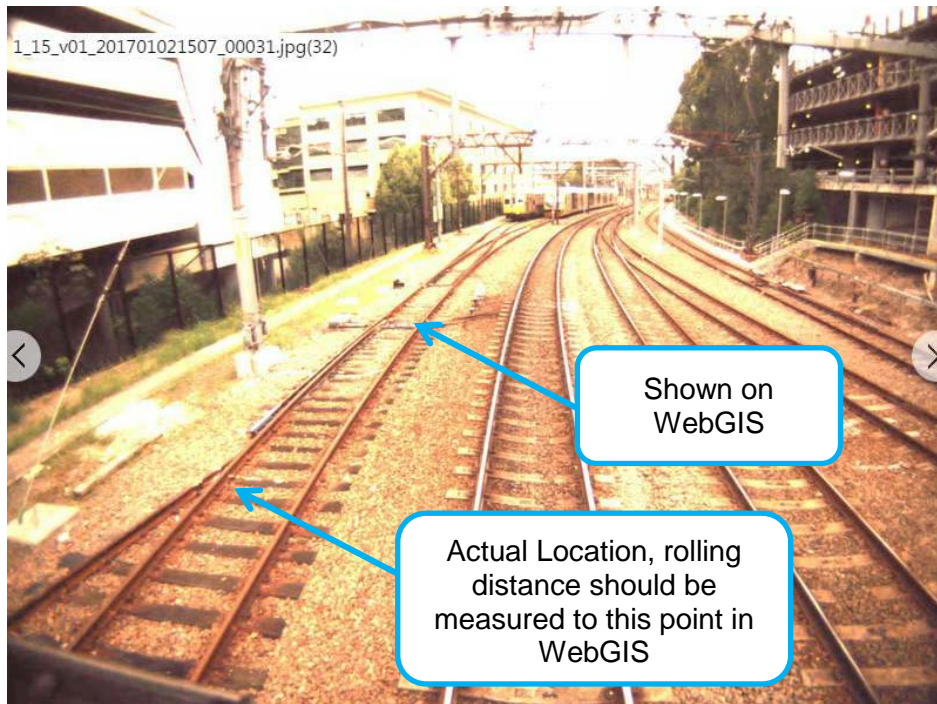 1_15_v01_201701021507_00031.jpg(32)
Shown on
WebGIS
Actual Location, rolling
distance should be
measured to this point in
WebGIS